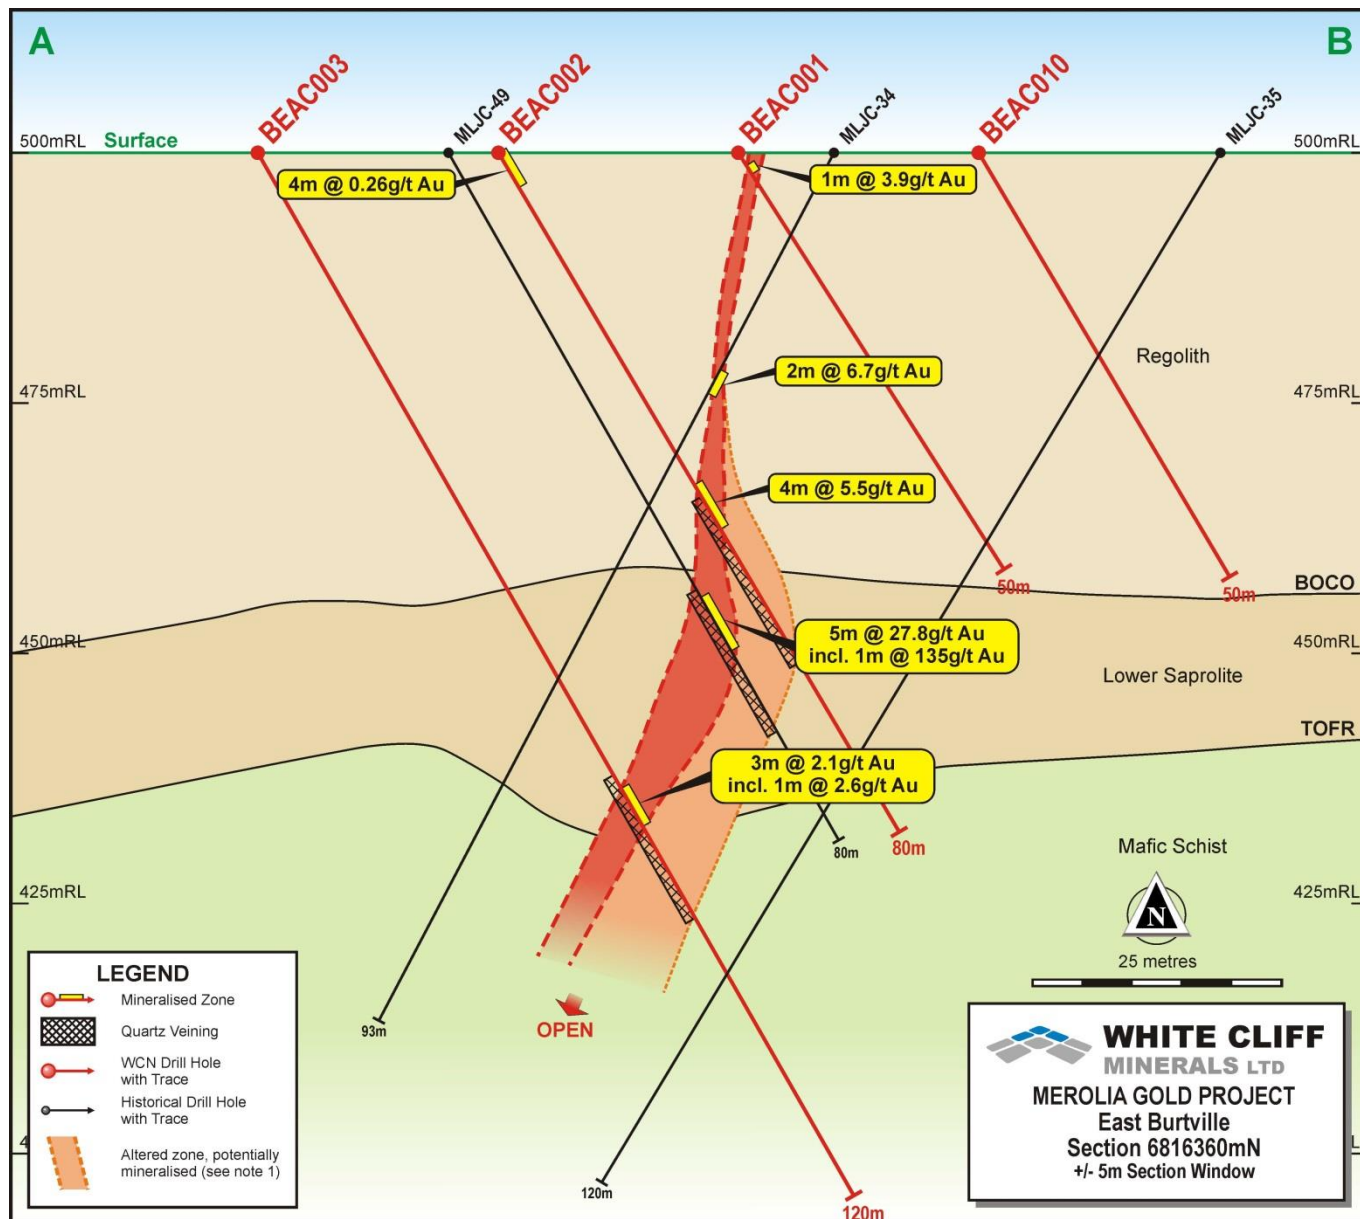 A
B
BEAC003
MLJC-49
BEAC002
BEAC001
MLJC-34
BEAC010
MLJC-35
500mRL
Surface
500mRL
4m @ 0.26g/t Au
1m @ 3.9g/t Au
Regolith
2m @ 6.7g/t Au
475mRL
475mRL
4m @ 5.5g/t Au
50m
50m
BOCO
5m @ 27.8g/t Au
incl. 1m @ 135g/t Au
450mRL
450mRL
Lower Saprolite
TOFR
3m @ 2.1g/t Au
incl. 1m @ 2.6g/t Au
80m
80m
Mafic Schist
425mRL
425mRL
N
25 metres
LEGEND
Mineralised Zone
Quartz Veining
WCN Drill Hole
with Trace
Historical Drill Hole
with Trace
Altered zone, potentially
mineralised (see note 1)
93m
OPEN
120m
120m
WHITE CLIFF
MINERALS LTD
MEROLIA GOLD PROJECT
East Burtville
Section 6816360mN
+/- 5m Section Window